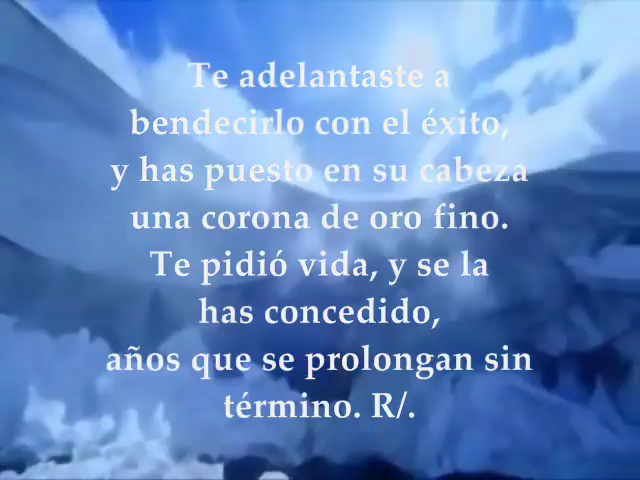 Te adelantaste a
bendecirlo con el éxito,
y has puesto en su cabeza
una corona de oro fino.
Te pidió vida, y se la
has concedido,
años que se prolongan sin
término. R/.